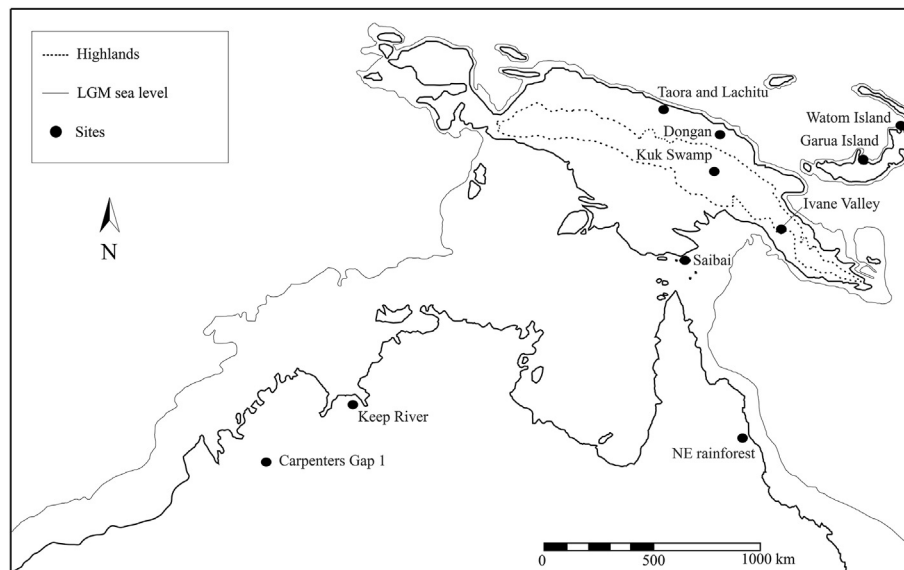 Highlands
LGM sea level
Sites
N
Taora and Lachitu
Dongan
Kuk Swamp
Watom Island
Garua Island
Ivane Valley
Saibai
Keep River
Carpenters Gap 1
NE rainforest
0 500 1000 km